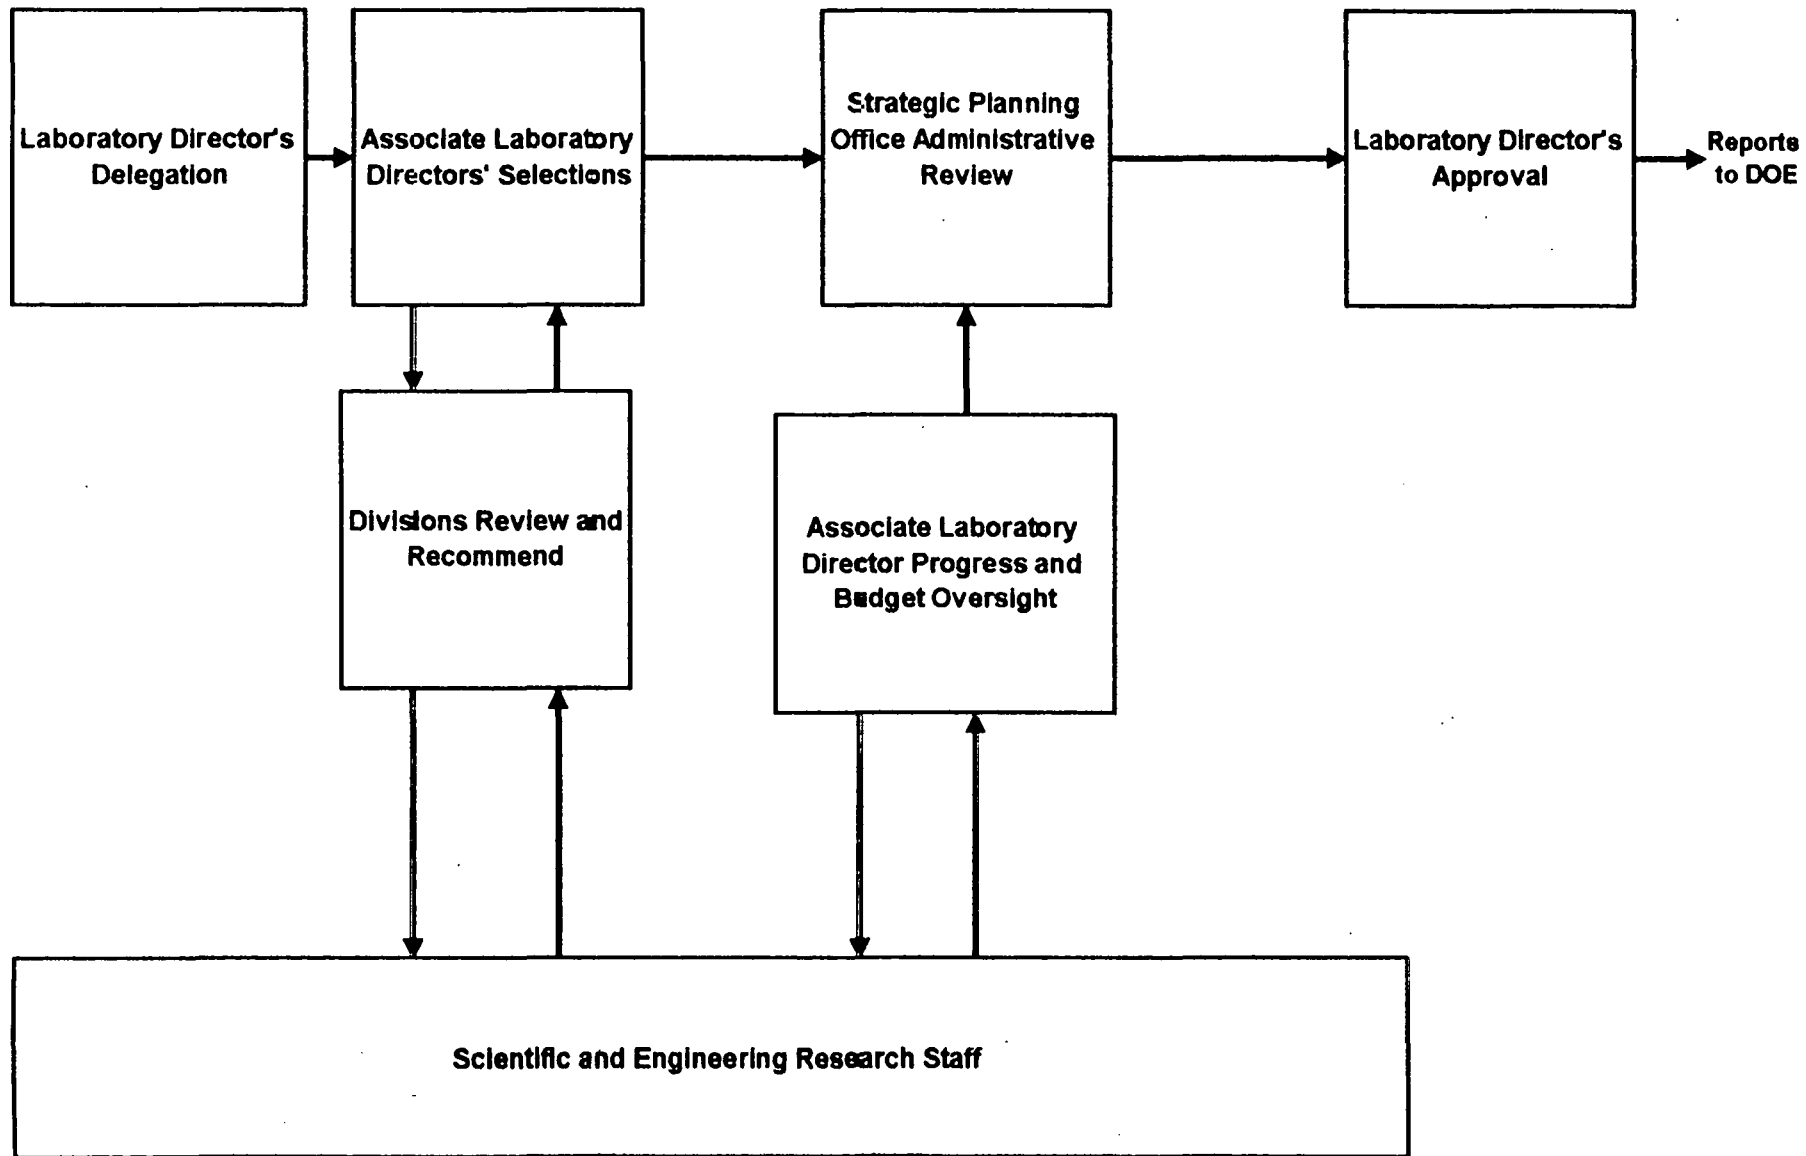 Laboratory Director's
Delegation
Associate Laboratory
Directors' Selections
Strategic Planning
Office Administrative
Review
Laboratory Director's
Approval
Reports
to DOE
Divisions Review and
Recommend
Associate Laboratory
Director Progress and
Budget Oversight
Scientific and Engineering Research Staff